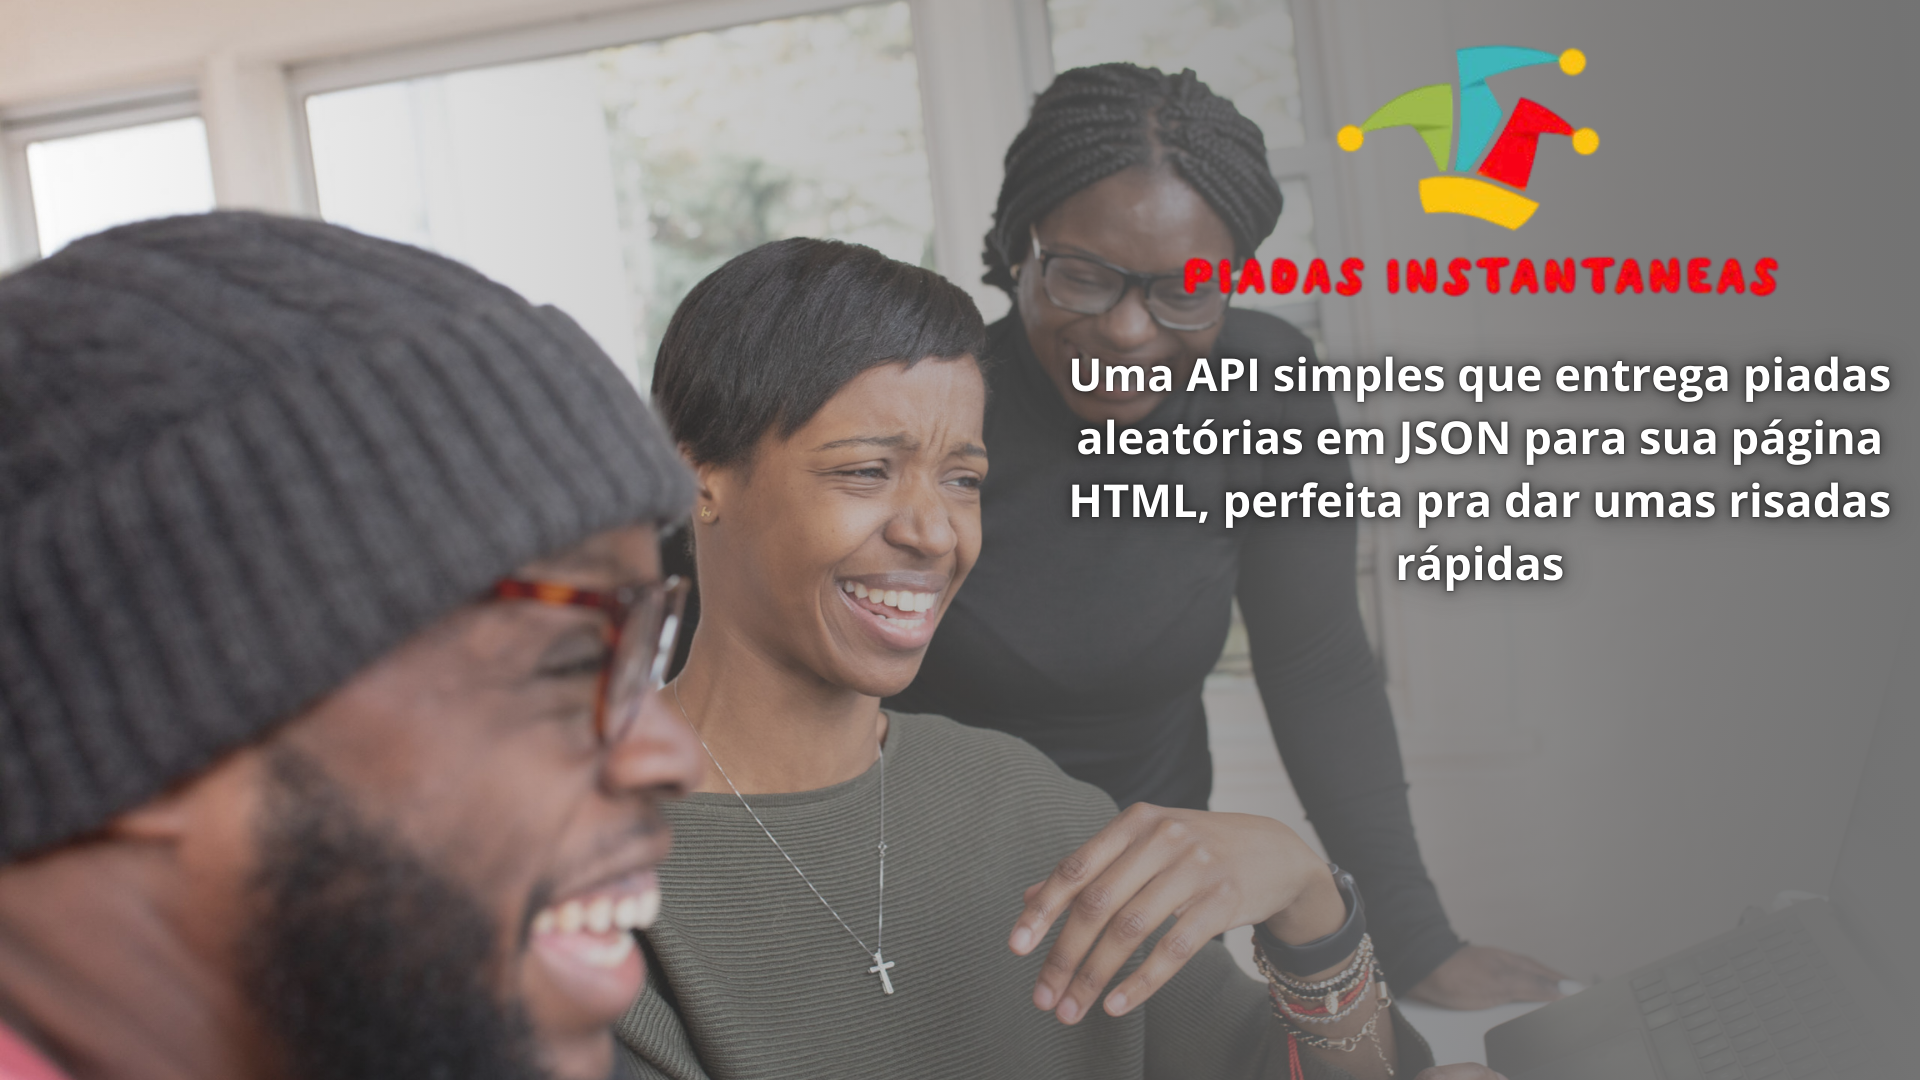 PIADAS INSTANTANEAS
Uma API simples que entrega piadas
aleatórias em JSON para sua página
HTML, perfeita pra dar umas risadas
rápidas